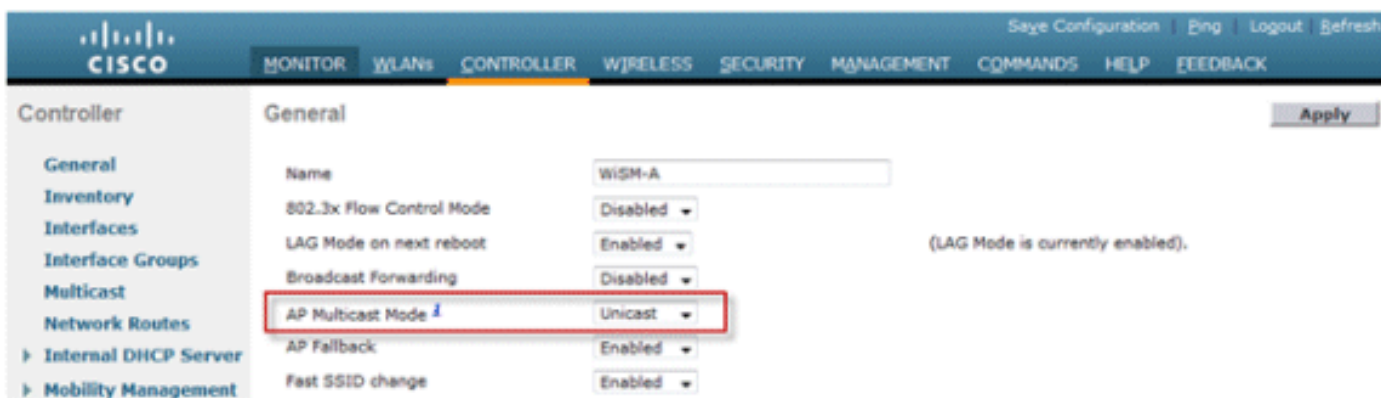 Save Configuration | Ping | Logout | Refresh
CISCO
MONITOR WLANs CONTROLLER WIRELESS SECURITY MANAGEMENT COMMANDS HELP FEEDBACK
Controller
General
Apply
General
Inventory
Interfaces
Interface Groups
Multicast
Network Routes
Internal DHCP Server
Mobility Management
Name WiSM-A
802.3x Flow Control Mode Disabled
LAG Mode on next reboot Enabled (LAG Mode is currently enabled).
Broadcast Forwarding Disabled
AP Multicast Mode 1 Unicast
AP Fallback Enabled
Fast SSID change Enabled